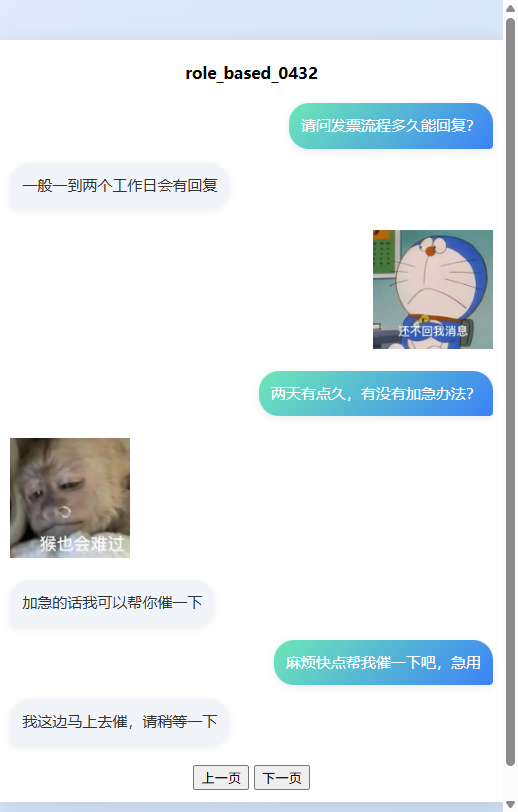 role_based_0432
请问发票流程多久能回复？
一般一到两个工作日会有回复
还不回我消息
两天有点久，有没有加急办法？
猴也会难过
加急的话我可以帮你催一下
麻烦快点帮我催一下吧，急用
我这边马上去催，请稍等一下
上一页 下一页